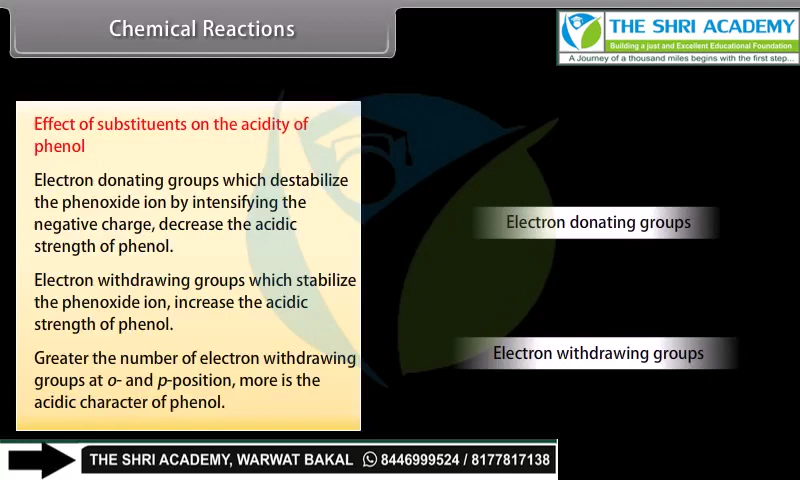 Chemical Reactions
THE SHRI ACADEMY
Building a just and Excellent Educational Foundation
A Journey of a thousand miles begins with the first step...
Effect of substituents on the acidity of
phenol
Electron donating groups which destabilize
the phenoxide ion by intensifying the
negative charge, decrease the acidic
strength of phenol.
Electron withdrawing groups which stabilize
the phenoxide ion, increase the acidic
strength of phenol.
Greater the number of electron withdrawing
groups at o- and p-position, more is the
acidic character of phenol.
Electron donating groups
Electron withdrawing groups
THE SHRI ACADEMY, WARWAT BAKAL 8446999524 / 8177817138